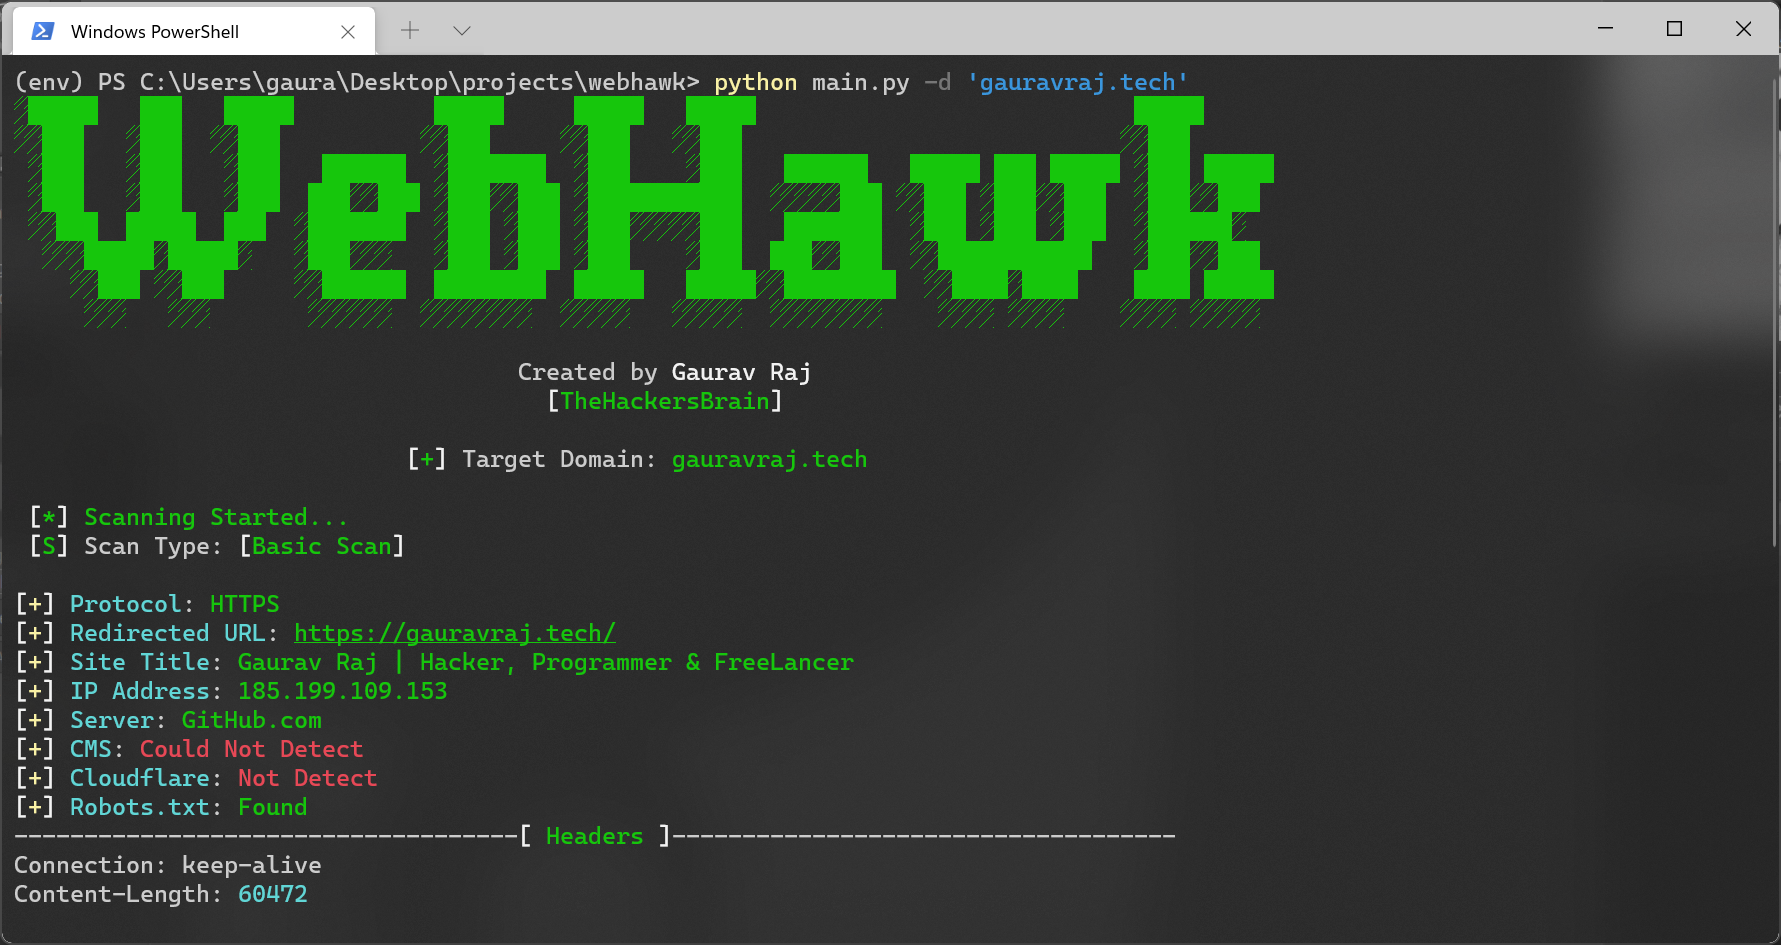 Windows PowerShell
(env) PS C:\Users\gaura\Desktop\projects\webhawk> python main.py -d 'gauravraj.tech'
WebHawk
Created by Gaurav Raj
[TheHackersBrain]
[+] Target Domain: gauravraj.tech
[*] Scanning Started...
[S] Scan Type: [Basic Scan]
[+] Protocol: HTTPS
[+] Redirected URL: https://gauravraj.tech/
[+] Site Title: Gaurav Raj | Hacker, Programmer & FreeLancer
[+] IP Address: 185.199.109.153
[+] Server: GitHub.com
[+] CMS: Could Not Detect
[+] Cloudflare: Not Detect
[+] Robots.txt: Found
------------------------------------[ Headers ]------------------------------------
Connection: keep-alive
Content-Length: 60472